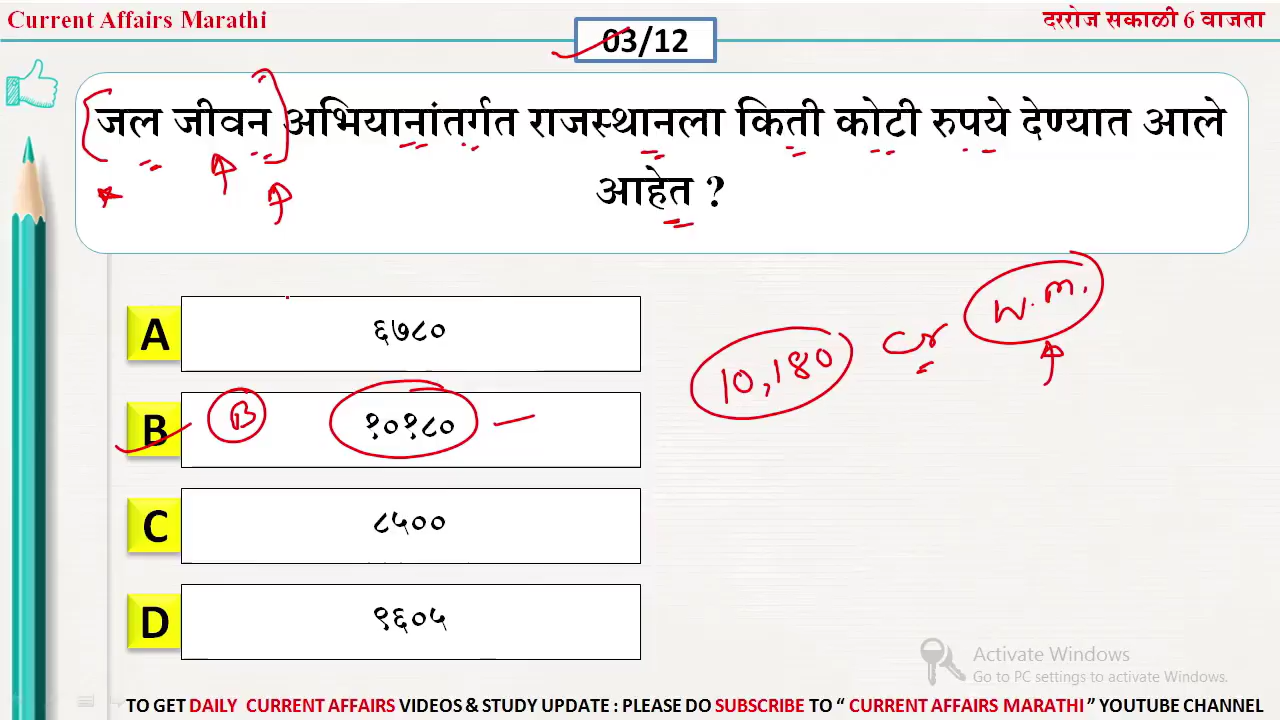 Current Affairs Marathi
दररोज सकाळी 6 वाजता
03/12
जल जीवन अभियानांतर्गत राजस्थानला किती कोटी रुपये देण्यात आले
आहेत ?
A ६७८०
B B १०१८०
C ८५००
D ९६०५
10,180 cr W.M.
Activate Windows
Go to PC settings to activate Windows.
TO GET DAILY CURRENT AFFAIRS VIDEOS & STUDY UPDATE : PLEASE DO SUBSCRIBE TO “ CURRENT AFFAIRS MARATHI ” YOUTUBE CHANNEL